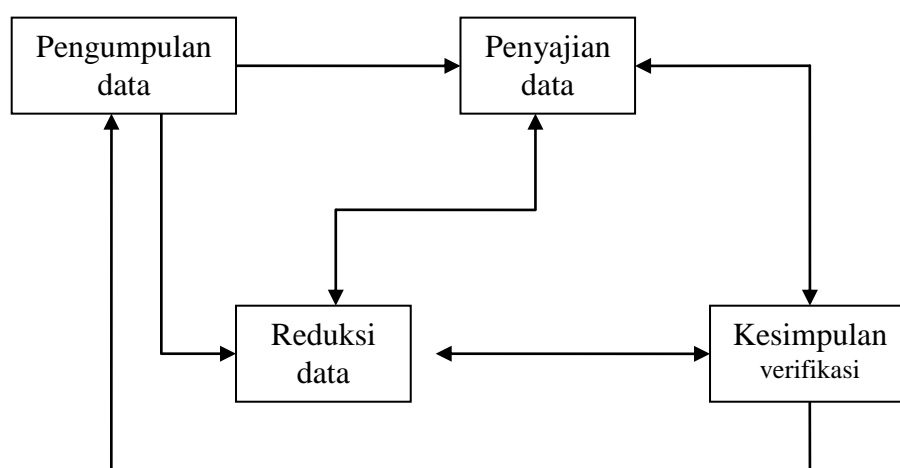 Pengumpulan
data
Penyajian
data
Reduksi
data
Kesimpulan
verifikasi